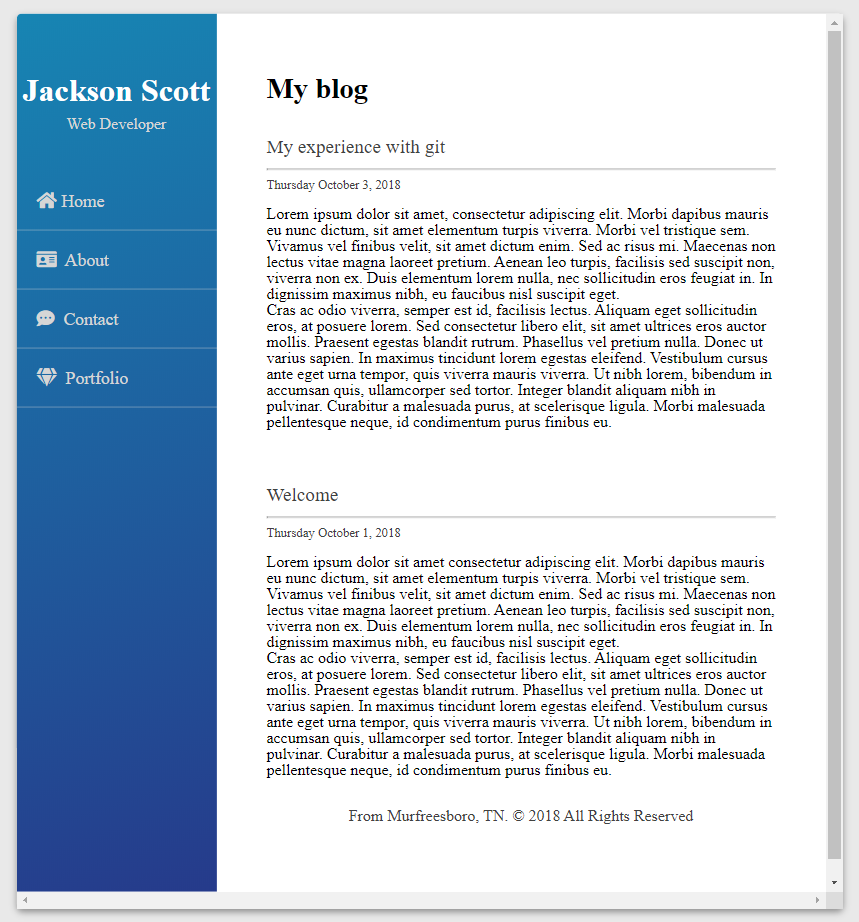 Jackson Scott
Web Developer
Home
About
Contact
Portfolio
My blog
My experience with git
Thursday October 3, 2018
Lorem ipsum dolor sit amet, consectetur adipiscing elit. Morbi dapibus mauris
eu nunc dictum, sit amet elementum turpis viverra. Morbi vel tristique sem.
Vivamus vel finibus velit, sit amet dictum enim. Sed ac risus mi. Maecenas non
lectus vitae magna laoreet pretium. Aenean leo turpis, facilisis sed suscipit non,
viverra non ex. Duis elementum lorem nulla, nec sollicitudin eros feugiat in. In
dignissim maximus nibh, eu faucibus nisl suscipit eget.
Cras ac odio viverra, semper est id, facilisis lectus. Aliquam eget sollicitudin
eros, at posuere lorem. Sed consectetur libero elit, sit amet ultrices eros auctor
mollis. Praesent egestas blandit rutrum. Phasellus vel pretium nulla. Donec ut
varius sapien. In maximus tincidunt lorem egestas eleifend. Vestibulum cursus
ante eget urna tempor, quis viverra mauris viverra. Ut nibh lorem, bibendum in
accumsan quis, ullamcorper sed tortor. Integer blandit aliquam nibh in
pulvinar. Curabitur a malesuada purus, at scelerisque ligula. Morbi malesuada
pellentesque neque, id condimentum purus finibus eu.
Welcome
Thursday October 1, 2018
Lorem ipsum dolor sit amet consectetur adipiscing elit. Morbi dapibus mauris
eu nunc dictum, sit amet elementum turpis viverra. Morbi vel tristique sem.
Vivamus vel finibus velit, sit amet dictum enim. Sed ac risus mi. Maecenas non
lectus vitae magna laoreet pretium. Aenean leo turpis, facilisis sed suscipit non,
viverra non ex. Duis elementum lorem nulla, nec sollicitudin eros feugiat in. In
dignissim maximus nibh, eu faucibus nisl suscipit eget.
Cras ac odio viverra, semper est id, facilisis lectus. Aliquam eget sollicitudin
eros, at posuere lorem. Sed consectetur libero elit, sit amet ultrices eros auctor
mollis. Praesent egestas blandit rutrum. Phasellus vel pretium nulla. Donec ut
varius sapien. In maximus tincidunt lorem egestas eleifend. Vestibulum cursus
ante eget urna tempor, quis viverra mauris viverra. Ut nibh lorem, bibendum in
accumsan quis, ullamcorper sed tortor. Integer blandit aliquam nibh in
pulvinar. Curabitur a malesuada purus, at scelerisque ligula. Morbi malesuada
pellentesque neque, id condimentum purus finibus eu.
From Murfreesboro, TN. © 2018 All Rights Reserved